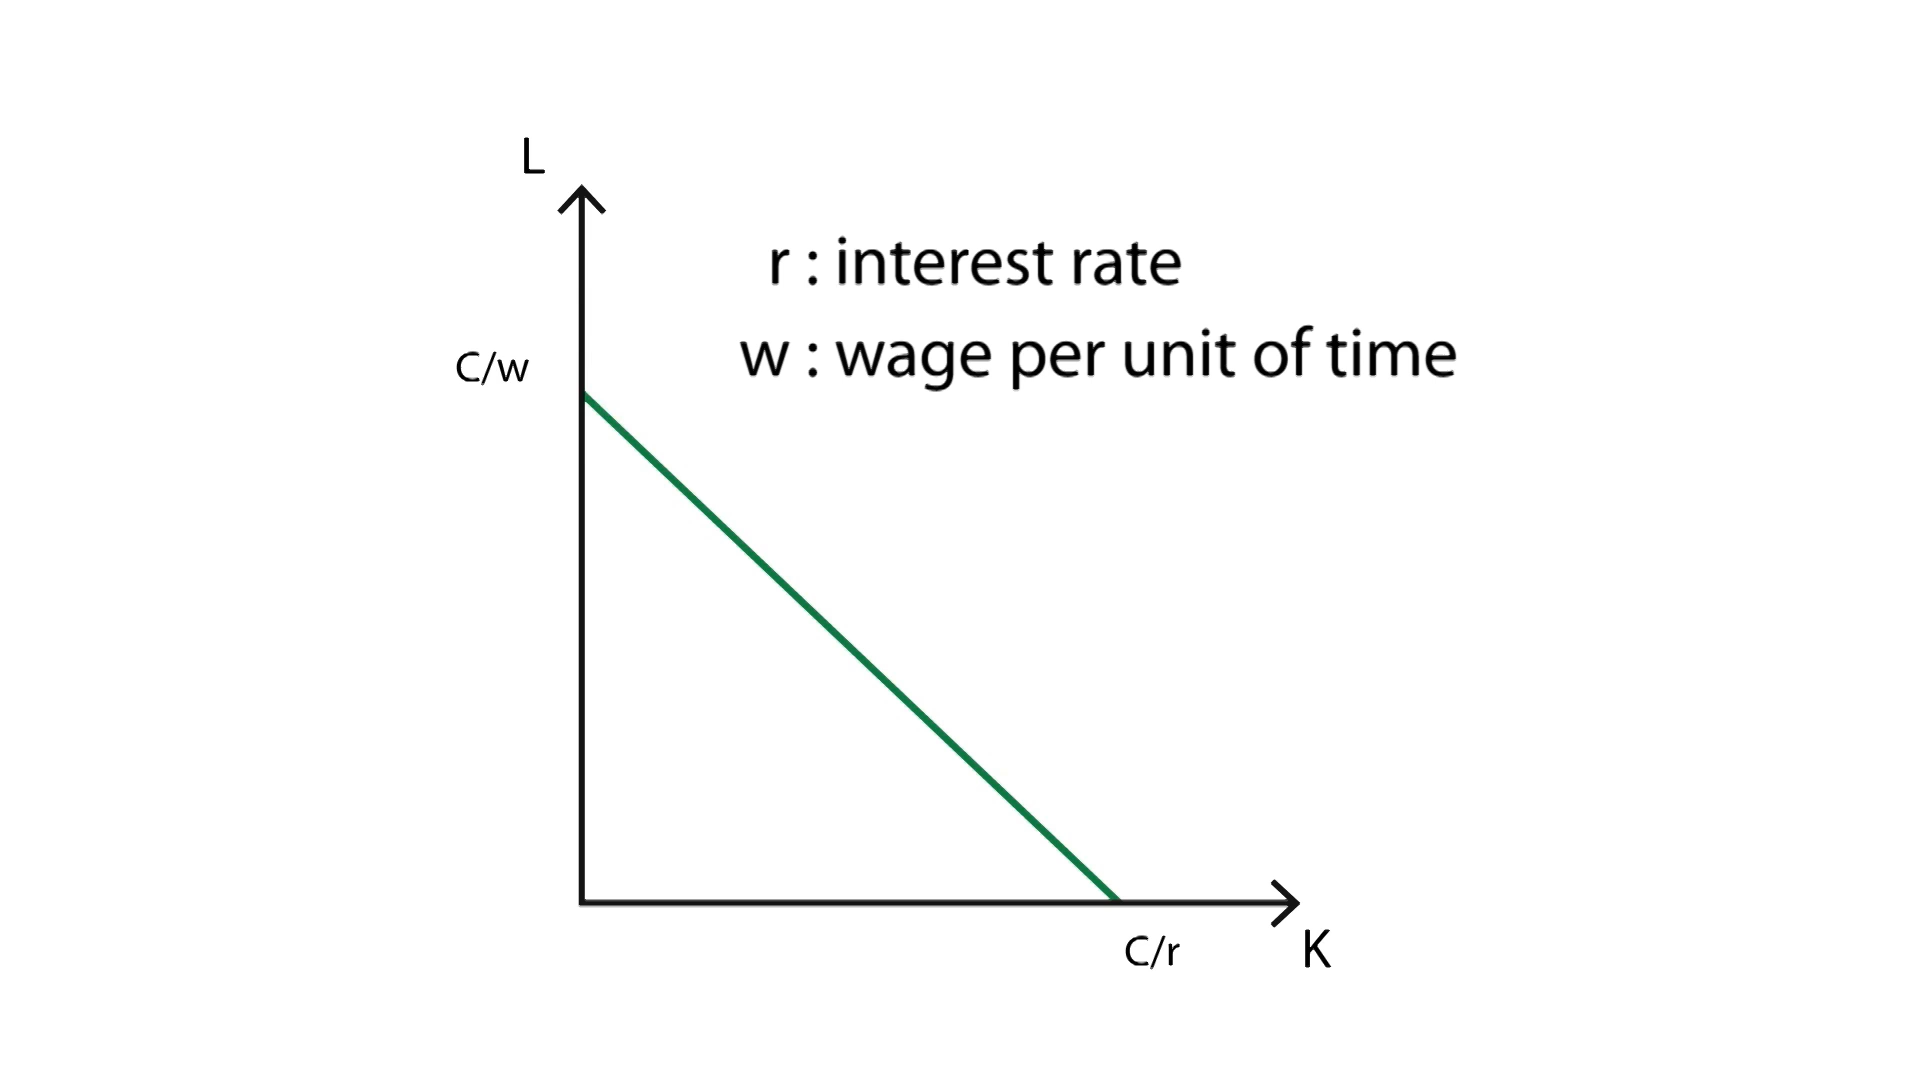 L
r : interest rate
w : wage per unit of time
C/w
C/r
K